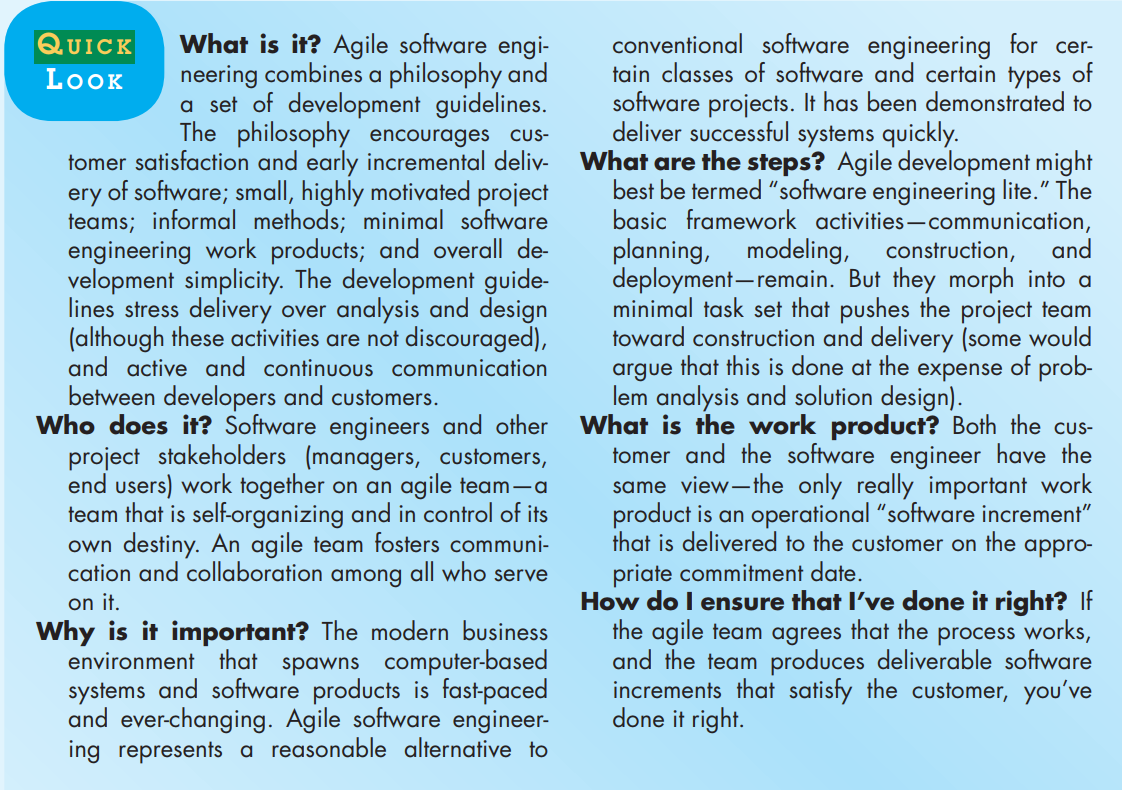 QUICK
LOOK
What is it? Agile software engi-
neering combines a philosophy and
a set of development guidelines.
The philosophy encourages cus-
tomer satisfaction and early incremental deliv-
ery of software; small, highly motivated project
teams; informal methods; minimal software
engineering work products; and overall de-
velopment simplicity. The development guide-
lines stress delivery over analysis and design
(although these activities are not discouraged),
and active and continuous communication
between developers and customers.
Who does it? Software engineers and other
project stakeholders (managers, customers,
end users) work together on an agile team—a
team that is self-organizing and in control of its
own destiny. An agile team fosters communi-
cation and collaboration among all who serve
on it.
Why is it important? The modern business
environment that spawns computer-based
systems and software products is fast-paced
and ever-changing. Agile software engineer-
ing represents a reasonable alternative to
conventional software engineering for cer-
tain classes of software and certain types of
software projects. It has been demonstrated to
deliver successful systems quickly.
What are the steps? Agile development might
best be termed “software engineering lite.” The
basic framework activities—communication,
planning, modeling, construction, and
deployment—remain. But they morph into a
minimal task set that pushes the project team
toward construction and delivery (some would
argue that this is done at the expense of prob-
lem analysis and solution design).
What is the work product? Both the cus-
tomer and the software engineer have the
same view—the only really important work
product is an operational “software increment”
that is delivered to the customer on the appro-
priate commitment date.
How do I ensure that I’ve done it right? If
the agile team agrees that the process works,
and the team produces deliverable software
increments that satisfy the customer, you’ve
done it right.